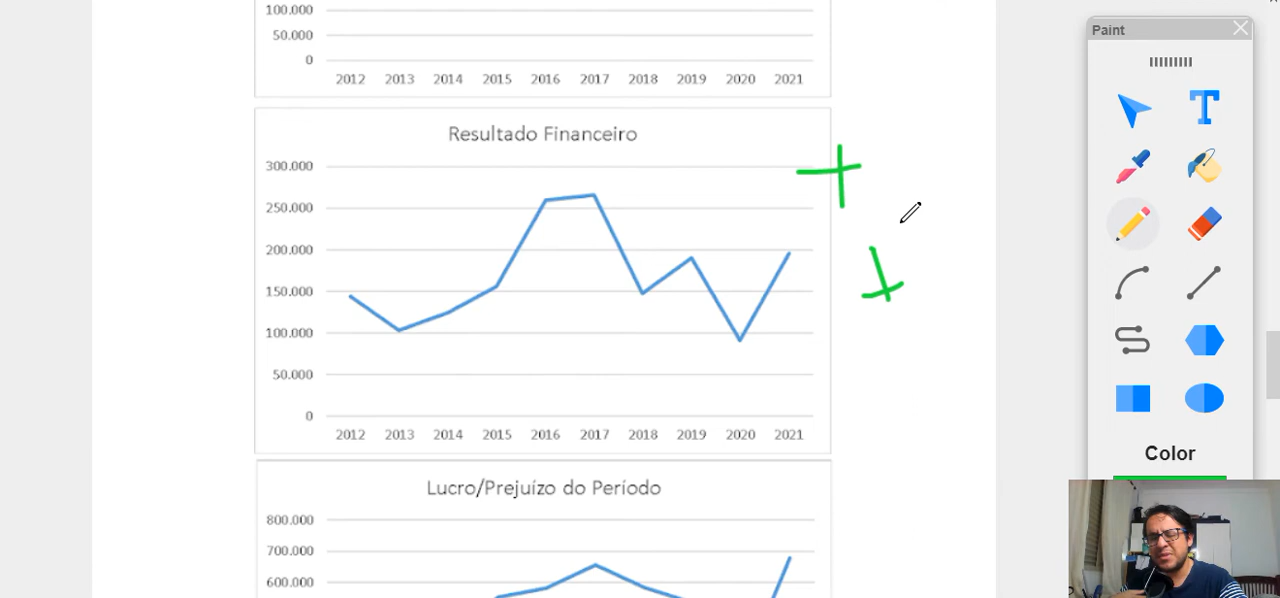 100.000
50.000
0
2012 2013 2014 2015 2016 2017 2018 2019 2020 2021
Resultado Financeiro
300.000
250.000
200.000
150.000
100.000
50.000
0
2012 2013 2014 2015 2016 2017 2018 2019 2020 2021
Lucro/Prejuízo do Período
800.000
700.000
600.000
+
+
Paint
T
Color